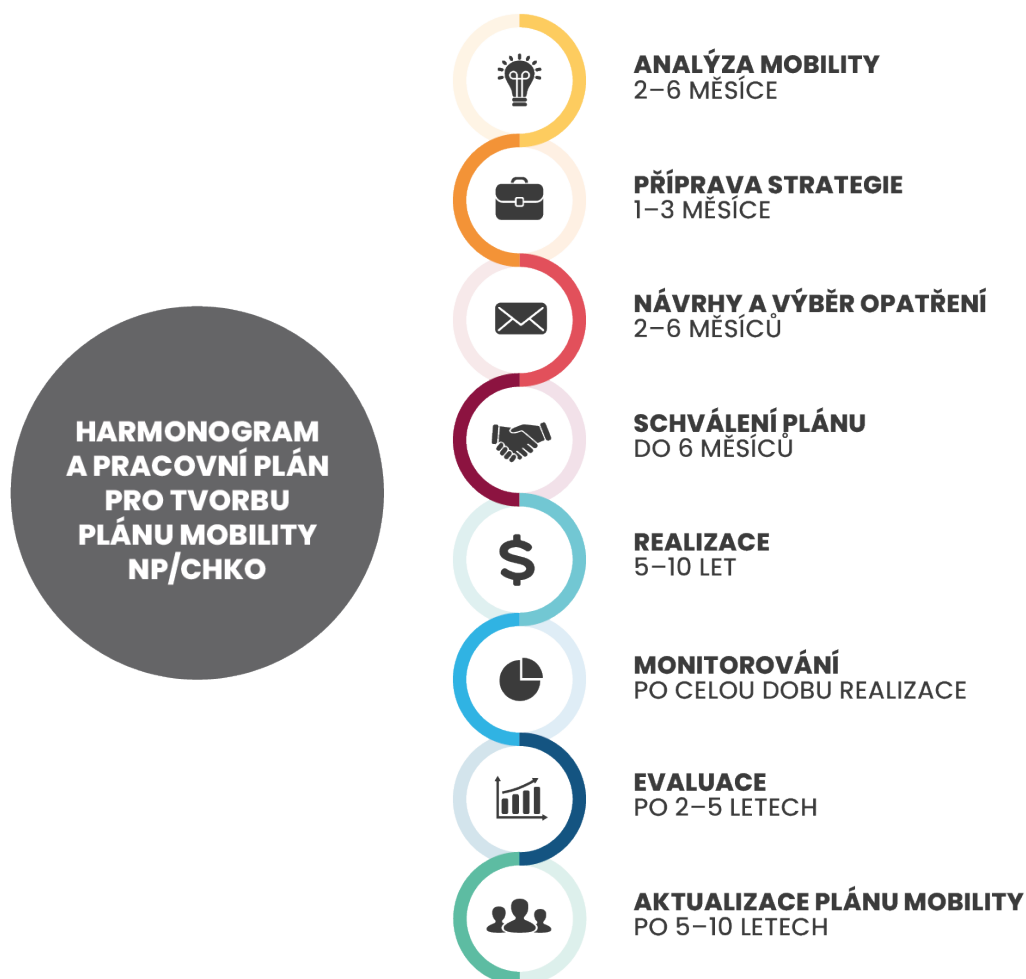 HARMONOGRAM
A PRACOVNÍ PLÁN
PRO TVORBU
PLÁNU MOBILITY
NP/CHKO
ANALÝZA MOBILITY
2–6 MĚSÍCE
PŘÍPRAVA STRATEGIE
1–3 MĚSÍCE
NÁVRHY A VÝBĚR OPATŘENÍ
2–6 MĚSÍCŮ
SCHVÁLENÍ PLÁNU
DO 6 MĚSÍCŮ
$
REALIZACE
5–10 LET
MONITOROVÁNÍ
PO CELOU DOBU REALIZACE
EVALUACE
PO 2–5 LETECH
AKTUALIZACE PLÁNU MOBILITY
PO 5–10 LETECH